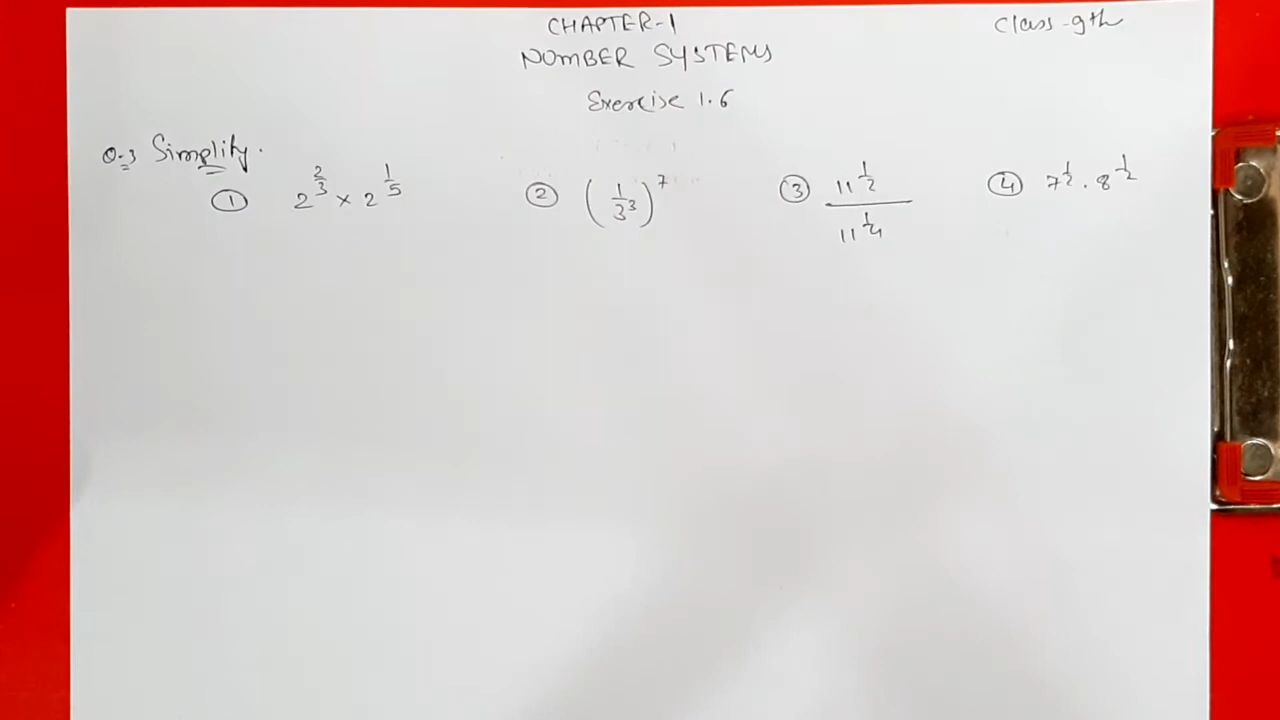 CHAPTER-1
Class-9th
NUMBER SYSTEMS
Exercise 1.6
Q-3 Simplify.
① 2^{2/3} × 2^{1/5} ② (1/3^3)^7 ③ 11^{1/2} / 11^{1/4} ④ 7^{1/2} . 8^{1/2}